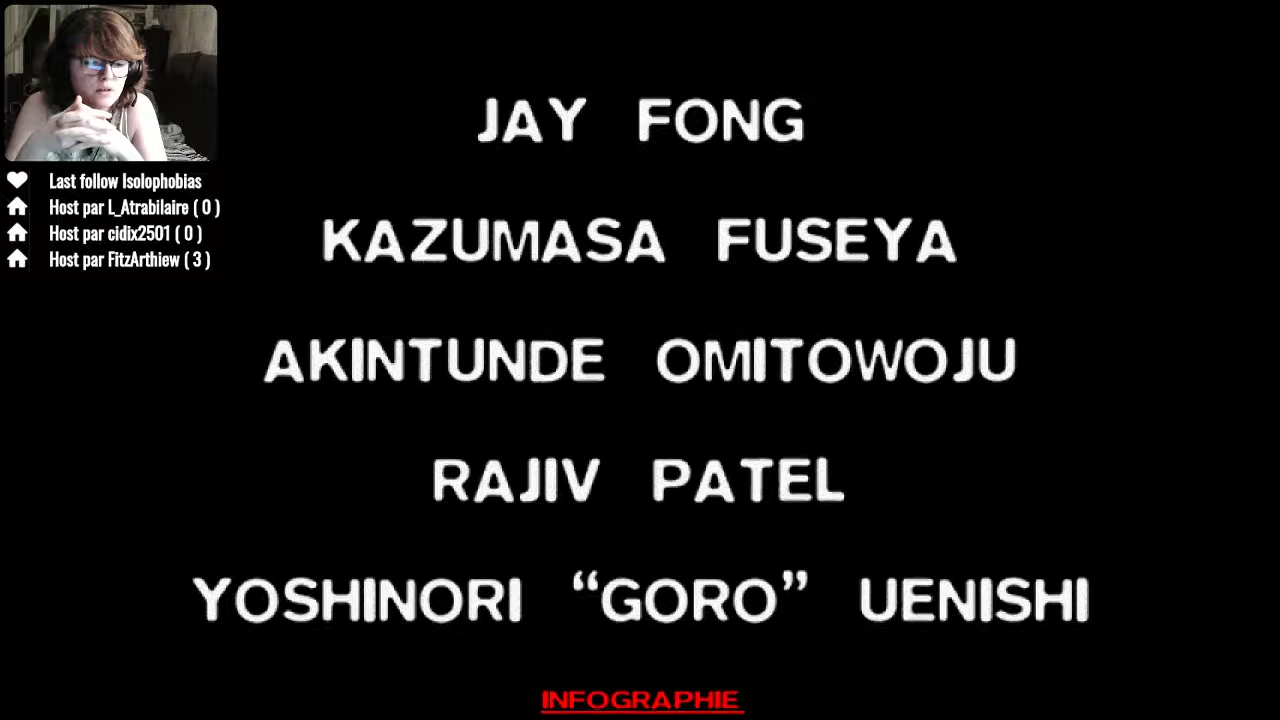 Last follow Isolophobias
Host par L_Atrabilaire ( 0 )
Host par cidix2501 ( 0 )
Host par FitzArthiew ( 3 )
JAY FONG
KAZUMASA FUSEYA
AKINTUNDE OMITOWOJU
RAJIV PATEL
YOSHINORI “GORO” UENISHI
INFOGRAPHIE